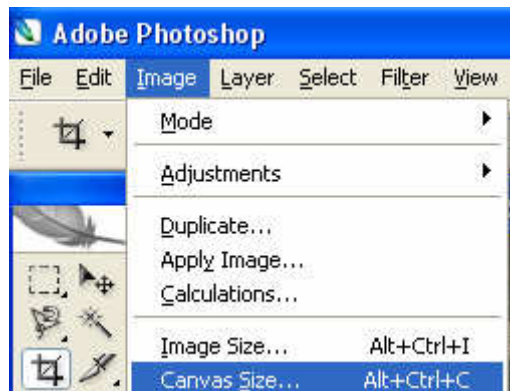 Adobe Photoshop
File Edit Image Layer Select Filter View
Mode
Adjustments
Duplicate...
Apply Image...
Calculations...
Image Size... Alt+Ctrl+I
Canvas Size... Alt+Ctrl+C